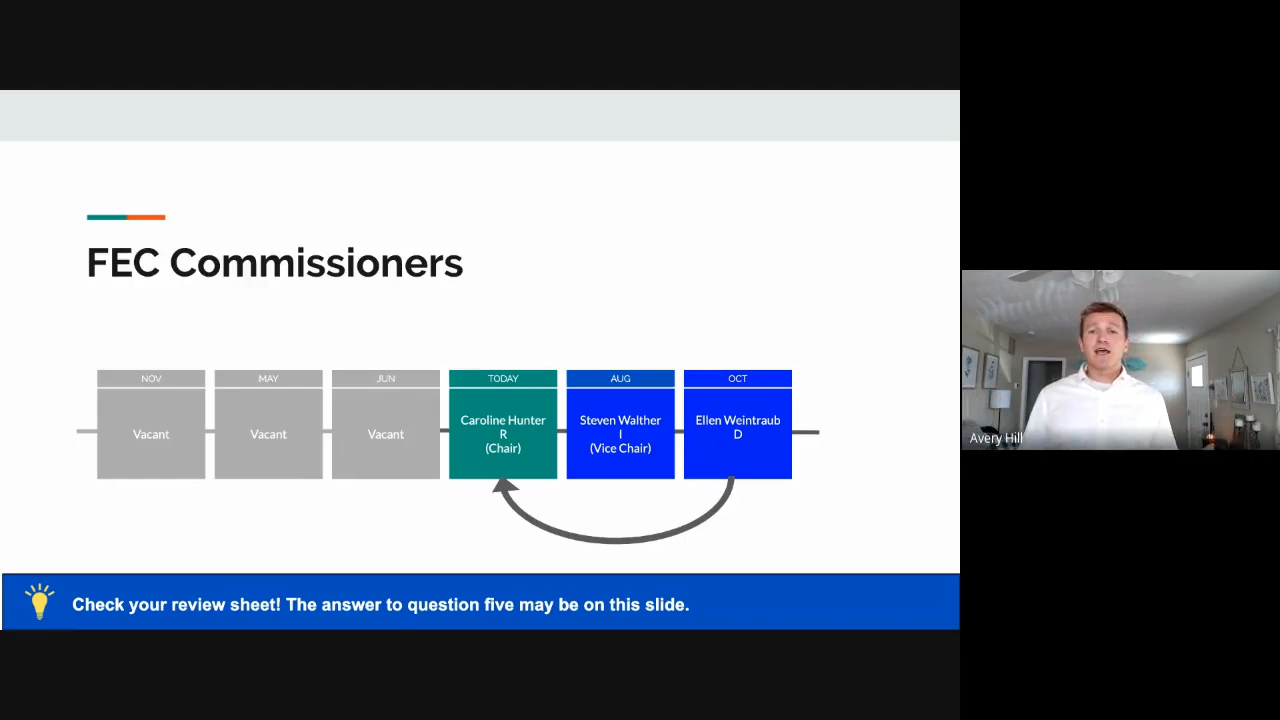 FEC Commissioners
NOV
MAY
JUN
TODAY
AUG
OCT
Vacant
Vacant
Vacant
Caroline Hunter
R
(Chair)
Steven Walther
I
(Vice Chair)
Ellen Weintraub
D
Avery Hill
Check your review sheet! The answer to question five may be on this slide.